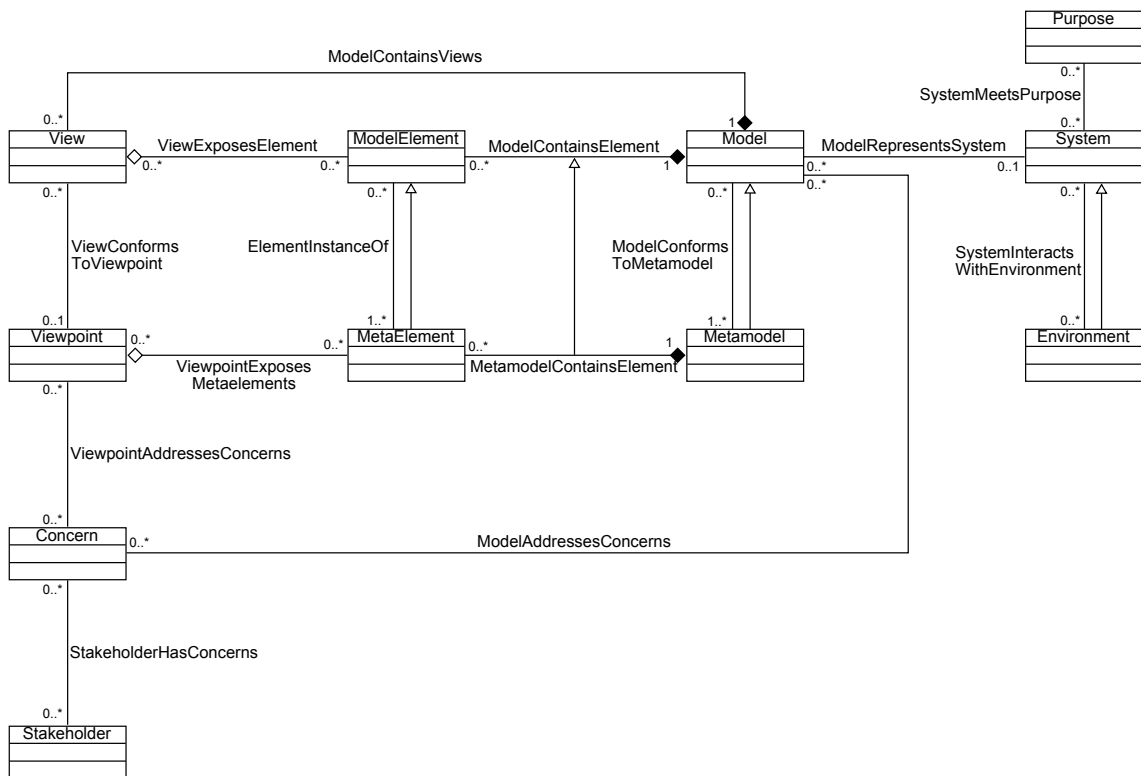 Purpose
ModelContainsViews
0..*
SystemMeetsPurpose
0..*
1
0..*
View
ViewExposesElement
ModelElement
ModelContainsElement
Model
ModelRepresentsSystem
System
0..*
0..*
0..*
1
0..*
0..1
0..*
0..*
0..*
0..*
0..*
ViewConforms
ToViewpoint
ElementInstanceOf
ModelConforms
ToMetamodel
SystemInteracts
WithEnvironment
0..1
1..*
1..*
0..*
Viewpoint
0..*
0..*
MetaElement
0..*
1
Metamodel
Environment
ViewpointExposes
Metaelements
MetamodelContainsElement
0..*
ViewpointAddressesConcerns
0..*
Concern
0..*
ModelAddressesConcerns
0..*
StakeholderHasConcerns
0..*
Stakeholder